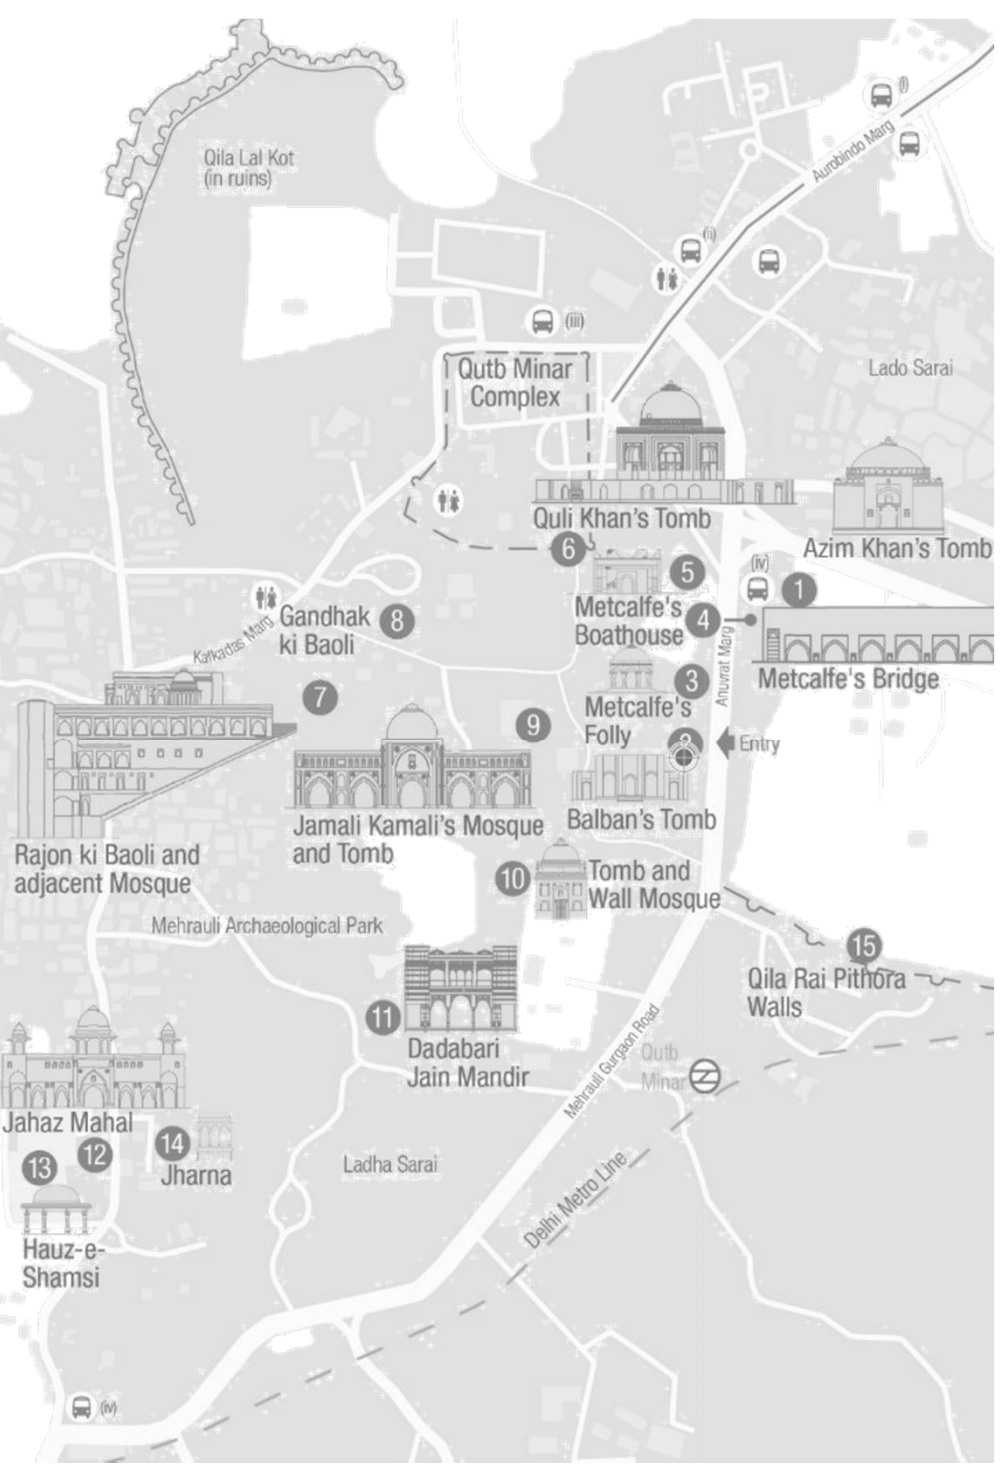 (i)
Aurobindo Marg
Qila Lal Kot
(in ruins)
(ii)
(iii)
Qutb Minar
Complex
Lado Sarai
Quli Khan's Tomb
Azim Khan's Tomb
6
(iv)
5
1
Metcalfe's
Boathouse
4
Gandhak
ki Baoli
8
Kalkadas Marg
Anuvrat Marg
Metcalfe's Bridge
3
Metcalfe's
Folly
7
9
Entry
Jamali Kamali's Mosque
and Tomb
Balban's Tomb
Rajon ki Baoli and
adjacent Mosque
10
Tomb and
Wall Mosque
Mehrauli Archaeological Park
15
Qila Rai Pithora
Walls
11
Dadabari
Jain Mandir
Mehrauli Gurgaon Road
Qutb
Minar
Jahaz Mahal
12
13
14
Jharna
Ladha Sarai
Delhi Metro Line
Hauz-e-
Shamsi
(iv)